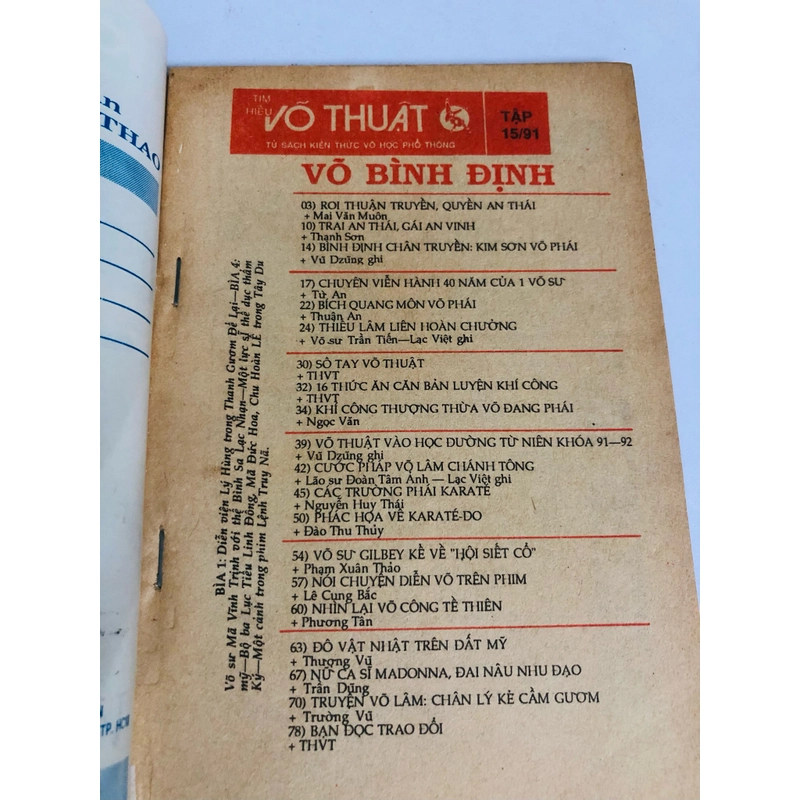 n
THAO
N
TP. HCM
TÌM
HIỂU
VÕ THUẬT
TỦ SÁCH KIẾN THỨC VÕ HỌC PHỔ THÔNG
TẬP
15/91
VÕ BÌNH ĐỊNH
03) ROI THUẬN TRUYỀN, QUYỀN AN THÁI
+ Mai Văn Muôn
10) TRAI AN THÁI, GÁI AN VINH
+ Thạnh Sơn
14) BÌNH ĐỊNH CHÂN TRUYỀN: KIM SƠN VÕ PHÁI
+ Vũ Dzũng ghi
17) CHUYẾN VIỄN HÀNH 40 NĂM CỦA 1 VÕ SƯ
+ Từ An
22) BÍCH QUANG MÔN VÕ PHÁI
+ Thuận An
24) THIẾU LÂM LIÊN HOÀN CHƯỞNG
+ Võ sư Trần Tiến—Lạc Việt ghi
30) SỔ TAY VÕ THUẬT
+ THVT
32) 16 THỨC ĂN CĂN BẢN LUYỆN KHÍ CÔNG
+ THVT
34) KHÍ CÔNG THƯỢNG THỪA VÕ ĐANG PHÁI
+ Ngọc Văn
39) VÕ THUẬT VÀO HỌC ĐƯỜNG TỪ NIÊN KHÓA 91—92
+ Vũ Dzũng ghi
42) CƯỚC PHÁP VÕ LÂM CHÁNH TÔNG
+ Lão sư Đoàn Tâm Ảnh — Lạc Việt ghi
45) CÁC TRƯỜNG PHÁI KARATÉ
+ Nguyễn Huy Thái
50) PHÁC HỌA VỀ KARATÉ-DO
+ Đào Thu Thủy
54) VÕ SƯ GILBEY KỂ VỀ "HỘI SIẾT CỔ"
+ Phạm Xuân Thảo
57) NÓI CHUYỆN DIỄN VÕ TRÊN PHIM
+ Lê Cung Bắc
60) NHÌN LẠI VÕ CÔNG TỀ THIÊN
+ Phương Tân
63) ĐÔ VẬT NHẬT TRÊN ĐẤT MỸ
+ Thượng Vũ
67) NỮ CA SĨ MADONNA, ĐAI NÂU NHU ĐẠO
+ Trần Dũng
70) TRUYỆN VÕ LÂM: CHÂN LÝ KẺ CẦM GƯƠM
+ Trường Vũ
78) BẠN ĐỌC TRAO ĐỔI
+ THVT
BÌA 1: Diễn viên Lý Hùng trong Thanh Gươm Để Lại—BÌA 4:
Võ sư Mã Vĩnh Trịnh với thế Bình Sa Lạc Nhạn—Một lực sĩ thể dục thẩm
mỹ—Bộ ba Lục Tiểu Linh Đồng, Mã Đức Hoa, Chu Hoàn Lễ trong Tây Du
Ký—Một cảnh trong phim Lệnh Truy Nã.